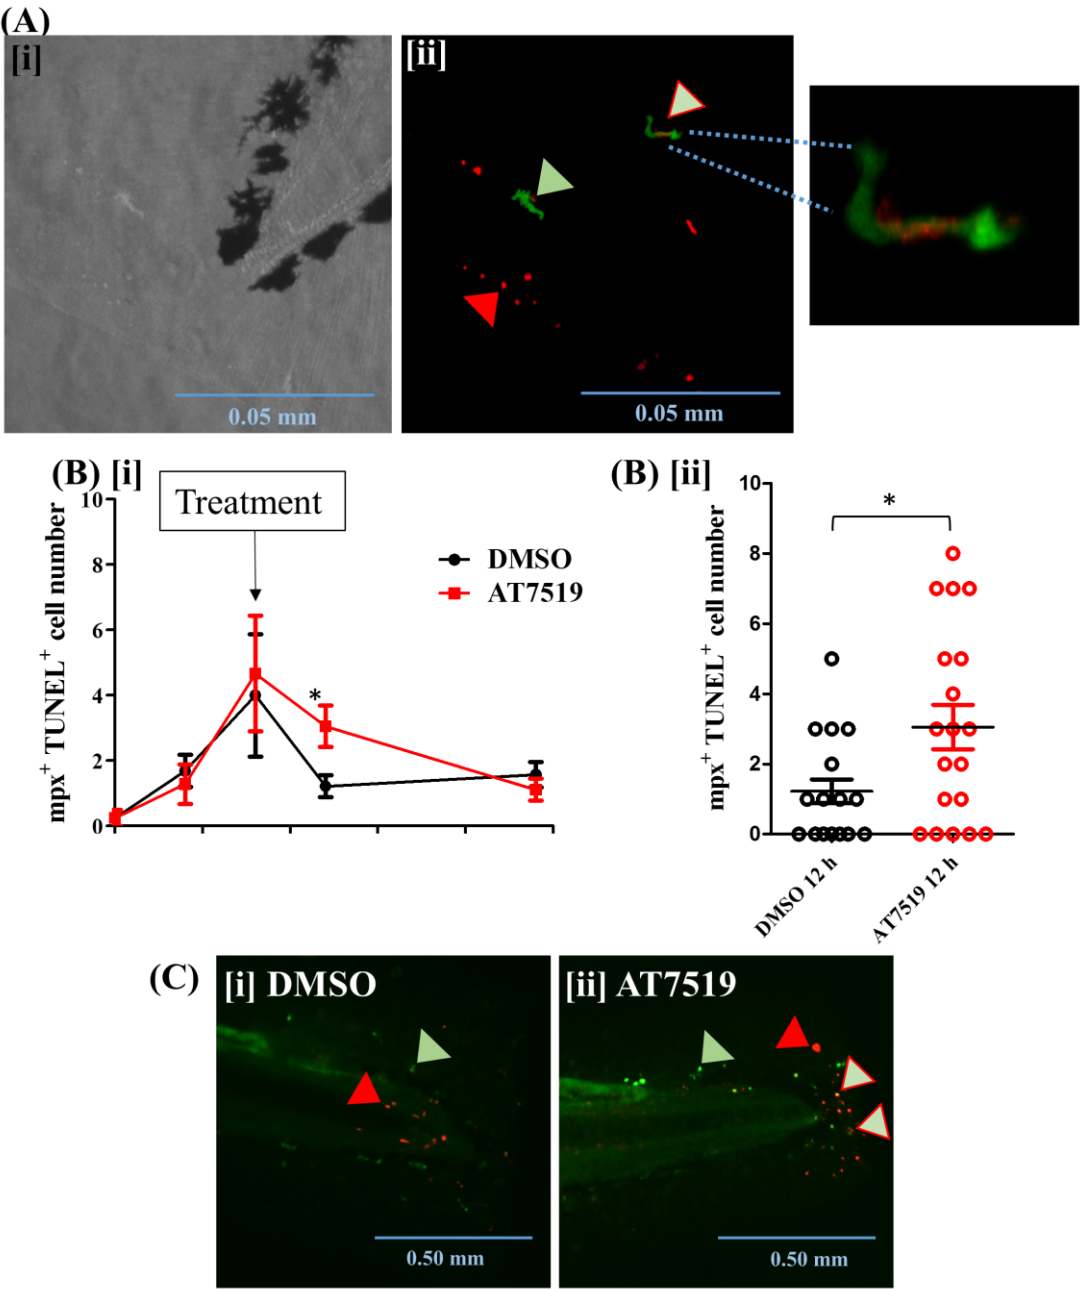 (A)
[i]
[ii]
0.05 mm
0.05 mm
(B) [i]
Treatment
mpx+ TUNEL+ cell number
10
8
6
4
2
0
DMSO
AT7519
*
(B) [ii]
mpx+ TUNEL+ cell number
10
8
6
4
2
0
*
DMSO 12 h
AT7519 12 h
(C)
[i] DMSO
[ii] AT7519
0.50 mm
0.50 mm